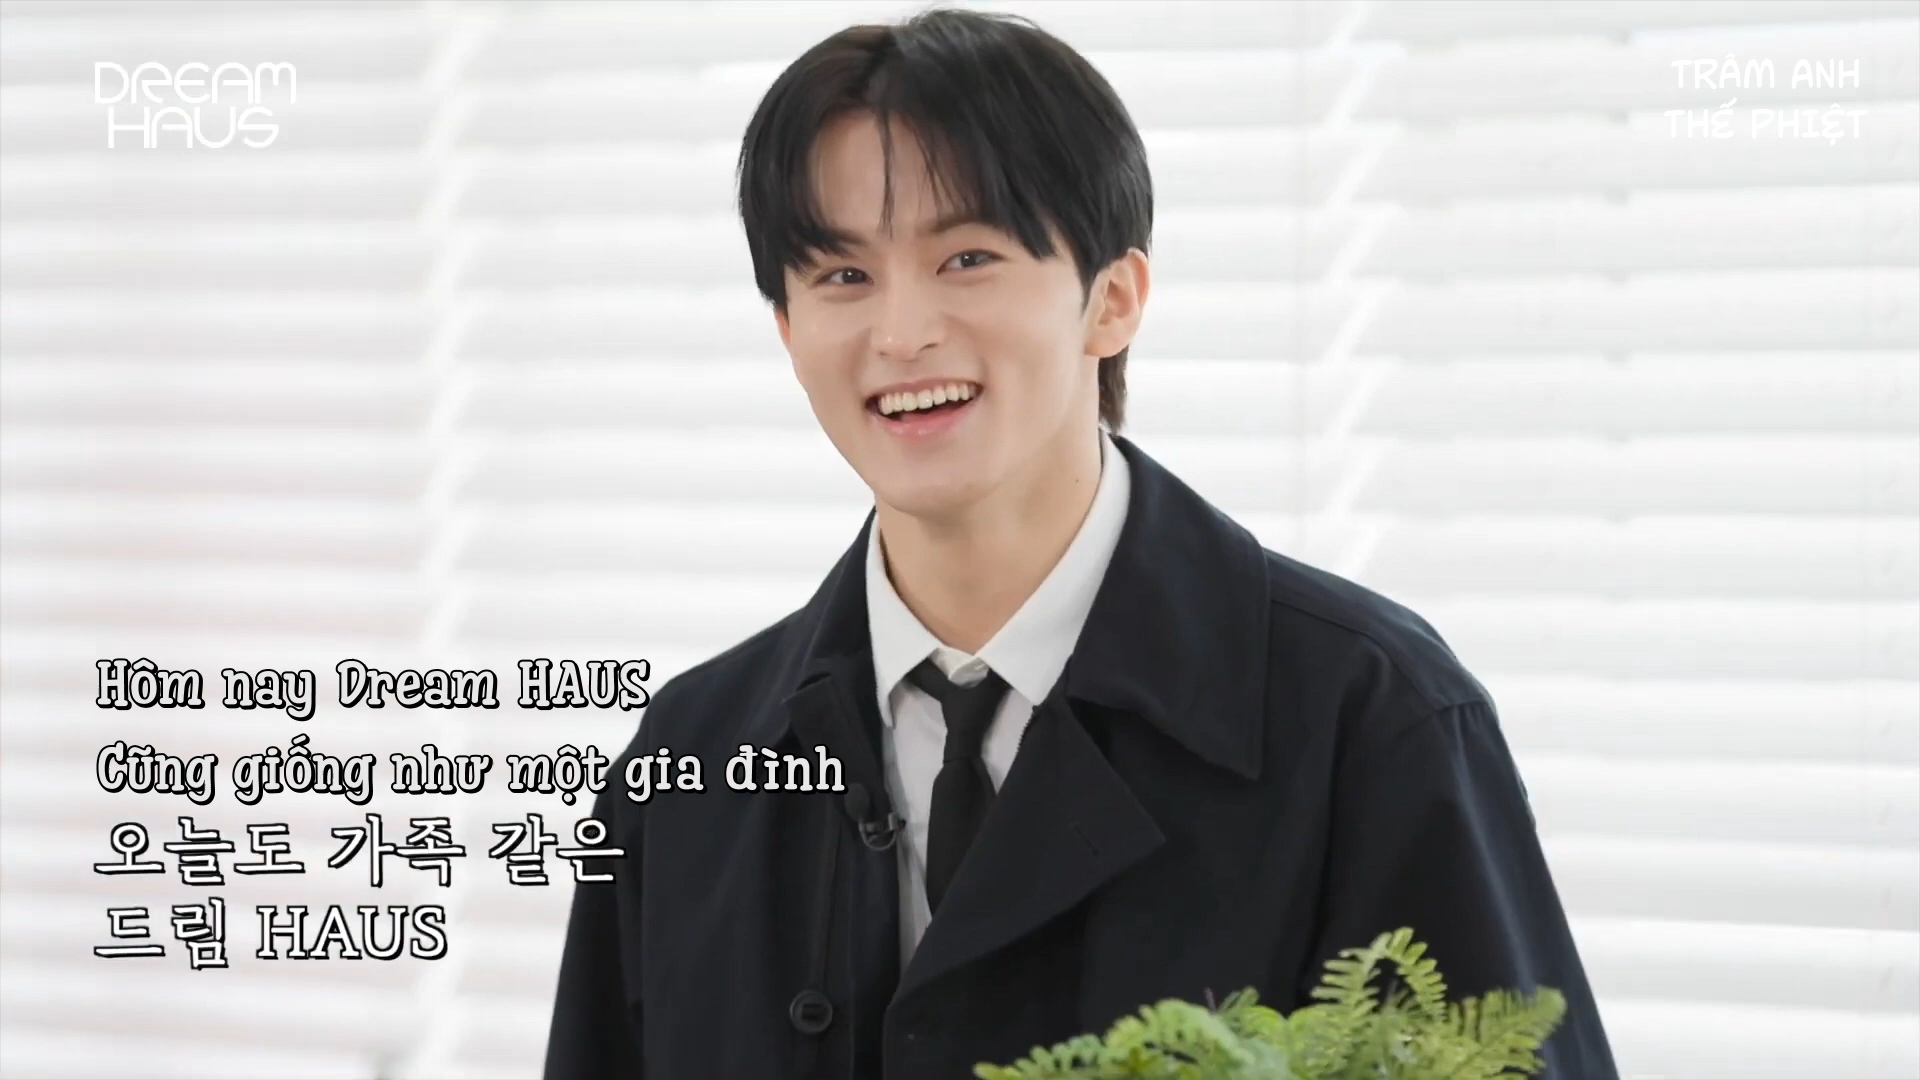 DREAM
HAUS
TRÂM ANH
THẾ PHIỆT
Hôm nay Dream HAUS
Cũng giống như một gia đình
오늘도 가족 같은
드림 HAUS